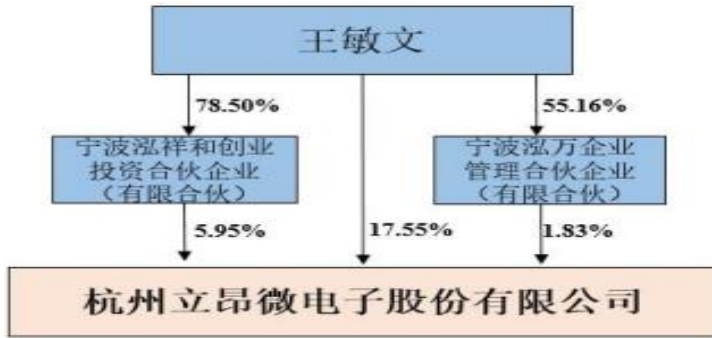 王敏文
78.50%
55.16%
宁波泓祥和创业
投资合伙企业
（有限合伙）
宁波泓万企业
管理合伙企业
（有限合伙）
5.95%
17.55%
1.83%
杭州立昂微电子股份有限公司